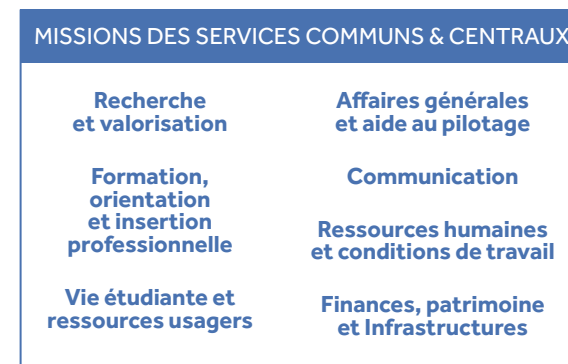 MISSIONS DES SERVICES COMMUNS & CENTRAUX
Recherche
et valorisation
Formation,
orientation
et insertion
professionnelle
Vie étudiante et
ressources usagers
Affaires générales
et aide au pilotage
Communication
Ressources humaines
et conditions de travail
Finances, patrimoine
et Infrastructures